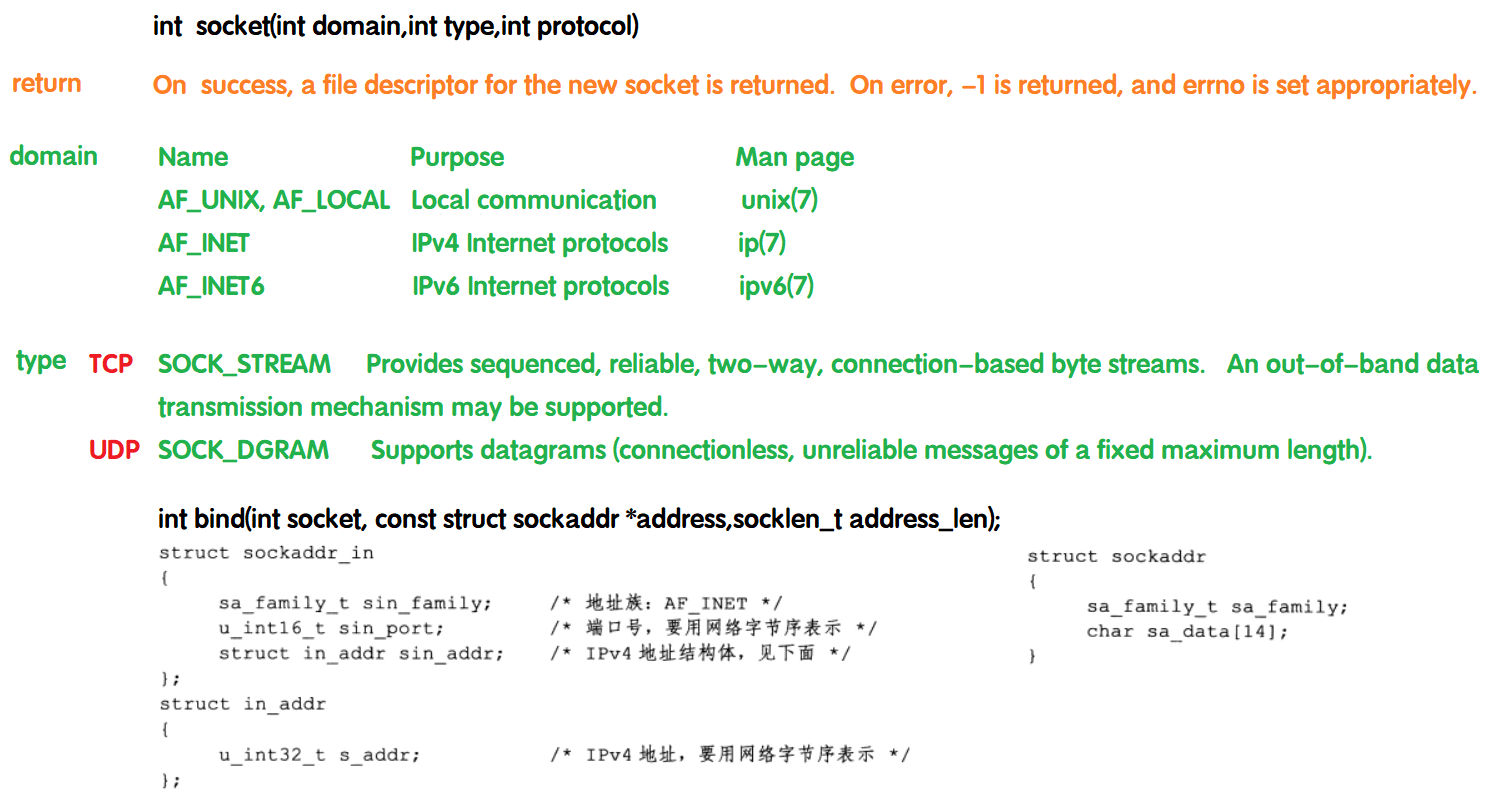 int  socket(int domain,int type,int protocol)
return On  success, a file descriptor for the new socket is returned.  On error, -1 is returned, and errno is set appropriately.
domain Name Purpose Man page
AF_UNIX, AF_LOCAL Local communication unix(7)
AF_INET IPv4 Internet protocols ip(7)
AF_INET6 IPv6 Internet protocols ipv6(7)
type TCP SOCK_STREAM Provides sequenced, reliable, two-way, connection-based byte streams.  An out-of-band data
transmission mechanism may be supported.
UDP SOCK_DGRAM Supports datagrams (connectionless, unreliable messages of a fixed maximum length).
int bind(int socket, const struct sockaddr *address,socklen_t address_len);
struct sockaddr_in
{
sa_family_t sin_family; /* 地址族：AF_INET */
u_int16_t sin_port; /* 端口号，要用网络字节序表示 */
struct in_addr sin_addr; /* IPv4 地址结构体，见下面 */
};
struct in_addr
{
u_int32_t s_addr; /* IPv4 地址，要用网络字节序表示 */
};
struct sockaddr
{
sa_family_t sa_family;
char sa_data[14];
}